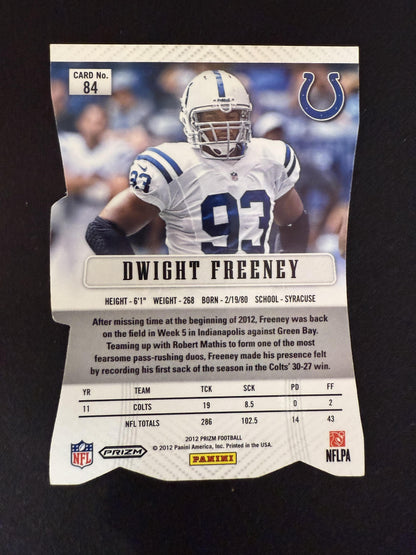 CARD No.
84
93
93
DWIGHT FREENEY
HEIGHT - 6'1" WEIGHT - 268 BORN - 2/19/80 SCHOOL - SYRACUSE
After missing time at the beginning of 2012, Freeney was back
on the field in Week 5 in Indianapolis against Green Bay.
Teaming up with Robert Mathis to form one of the most
fearsome pass-rushing duos, Freeney made his presence felt
by recording his first sack of the season in the Colts' 30-27 win.
YR TEAM TCK SCK PD FF
11 COLTS 19 8.5 0 2
NFL TOTALS 286 102.5 14 43
2012 PRIZM FOOTBALL
© 2012 Panini America, Inc. Printed in the USA.
NFL PRIZM PANINI NFLPA